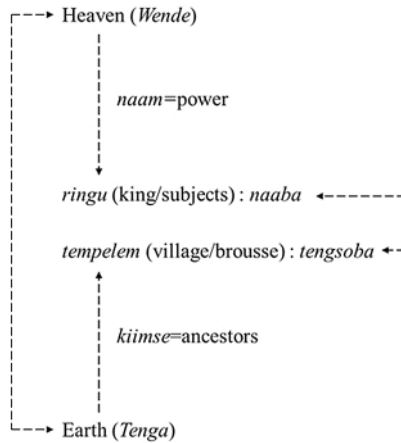 Heaven (Wende)
naam=power
ringu (king/subjects) : naaba
tempelem (village/brousse) : tengsoba
kiimse=ancestors
Earth (Tenga)